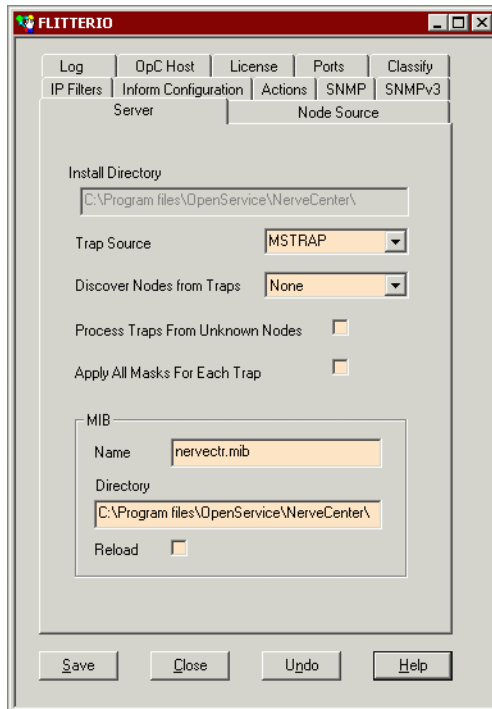 FLITTERIO
Log OpC Host License Ports Classify
IP Filters Inform Configuration Actions SNMP SNMPv3
Server Node Source
Install Directory
C:\Program files\OpenService\NerveCenter\
Trap Source MSTRAP
Discover Nodes from Traps None
Process Traps From Unknown Nodes
Apply All Masks For Each Trap
MIB
Name nervectr.mib
Directory
C:\Program files\OpenService\NerveCenter\
Reload
Save Close Undo Help